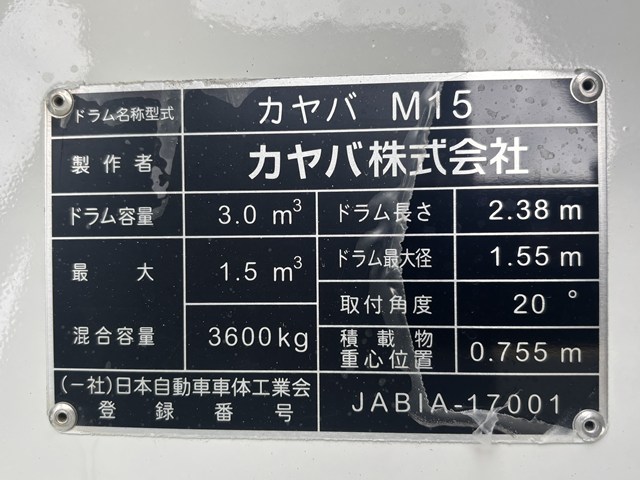 ドラム名称型式 カヤバ M15
製作者 カヤバ株式会社
ドラム容量 3.0 m³ ドラム長さ 2.38 m
最大 1.5 m³ ドラム最大径 1.55 m
取付角度 20 °
混合容量 3600kg 積載物
重心位置 0.755 m
(一社)日本自動車車体工業会
登録番号 JABIA-17001